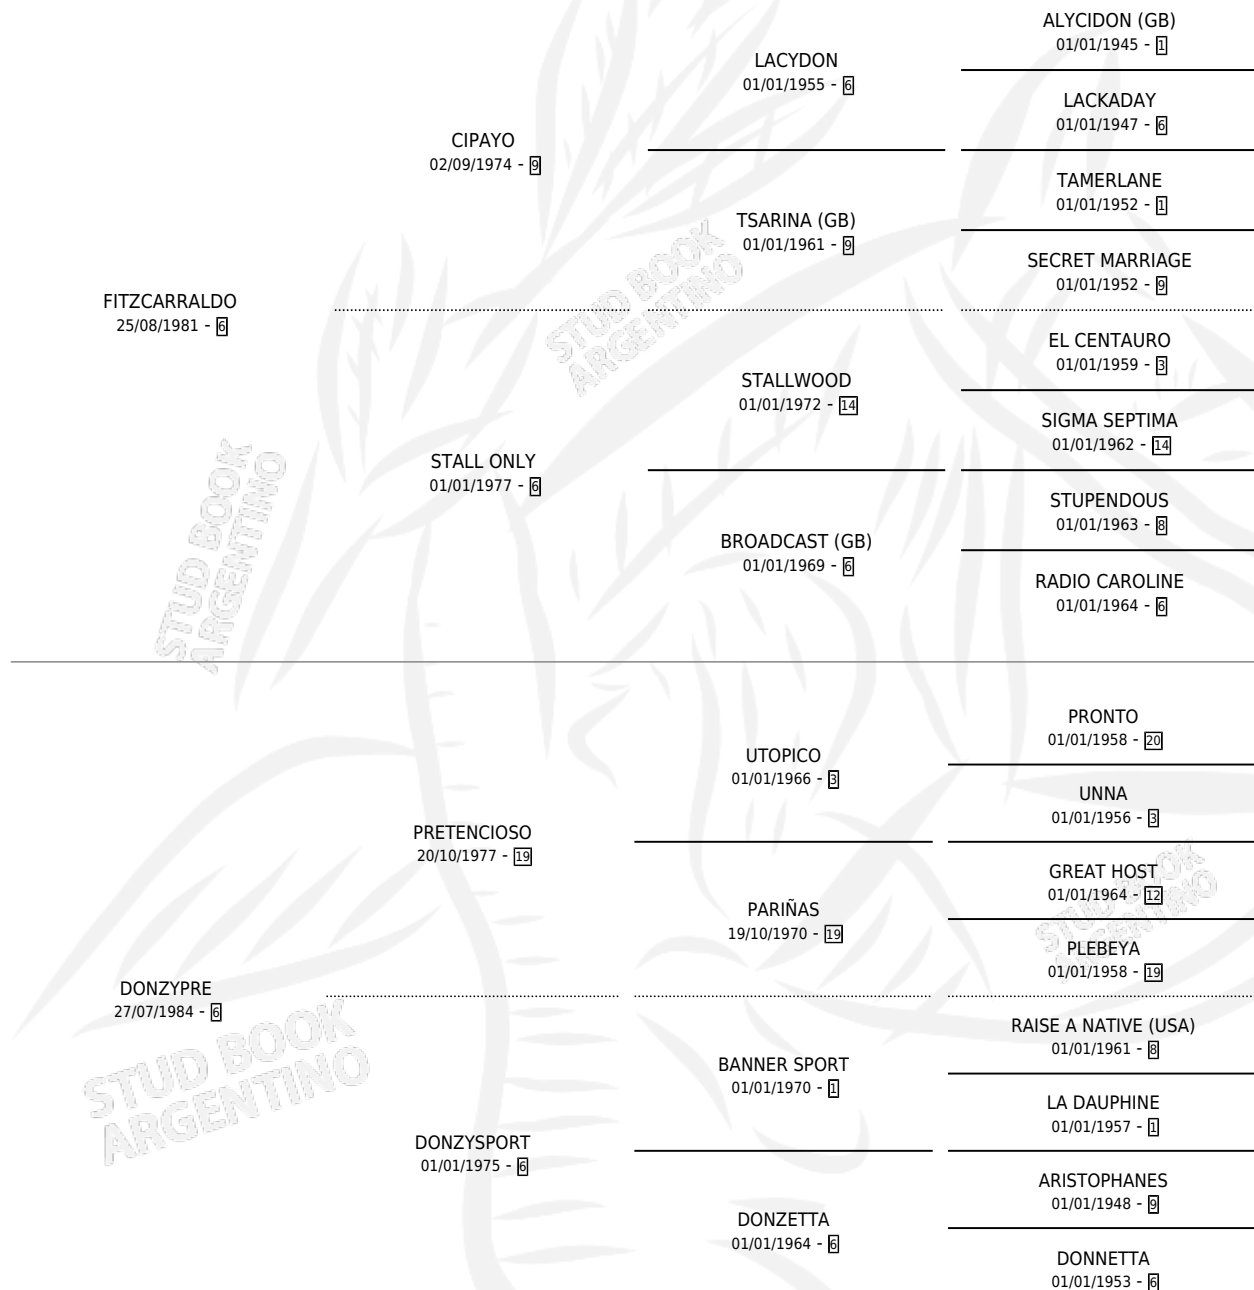 ALYCIDON (GB)
01/01/1945 - 1
LACYDON
01/01/1955 - 6
LACKADAY
01/01/1947 - 6
CIPAYO
02/09/1974 - 9
TAMERLANE
01/01/1952 - 1
TSARINA (GB)
01/01/1961 - 9
SECRET MARRIAGE
01/01/1952 - 9
FITZCARRALDO
25/08/1981 - 6
EL CENTAURO
01/01/1959 - 3
STALLWOOD
01/01/1972 - 14
SIGMA SEPTIMA
01/01/1962 - 14
STALL ONLY
01/01/1977 - 6
STUPENDOUS
01/01/1963 - 8
BROADCAST (GB)
01/01/1969 - 6
RADIO CAROLINE
01/01/1964 - 6
PRONTO
01/01/1958 - 20
UTOPICO
01/01/1966 - 3
UNNA
01/01/1956 - 3
PRETENCIOSO
20/10/1977 - 19
GREAT HOST
01/01/1964 - 12
PARIÑAS
19/10/1970 - 19
PLEBEYA
01/01/1958 - 19
DONZYPRE
27/07/1984 - 6
RAISE A NATIVE (USA)
01/01/1961 - 8
BANNER SPORT
01/01/1970 - 1
LA DAUPHINE
01/01/1957 - 1
DONZYSPORT
01/01/1975 - 6
ARISTOPHANES
01/01/1948 - 9
DONZETTA
01/01/1964 - 6
DONNETTA
01/01/1953 - 6
STUD BOOK
ARGENTINO
STUD BOOK
ARGENTINO
STUD BOOK
ARGENTINO
STUD BOOK
ARGENTINO